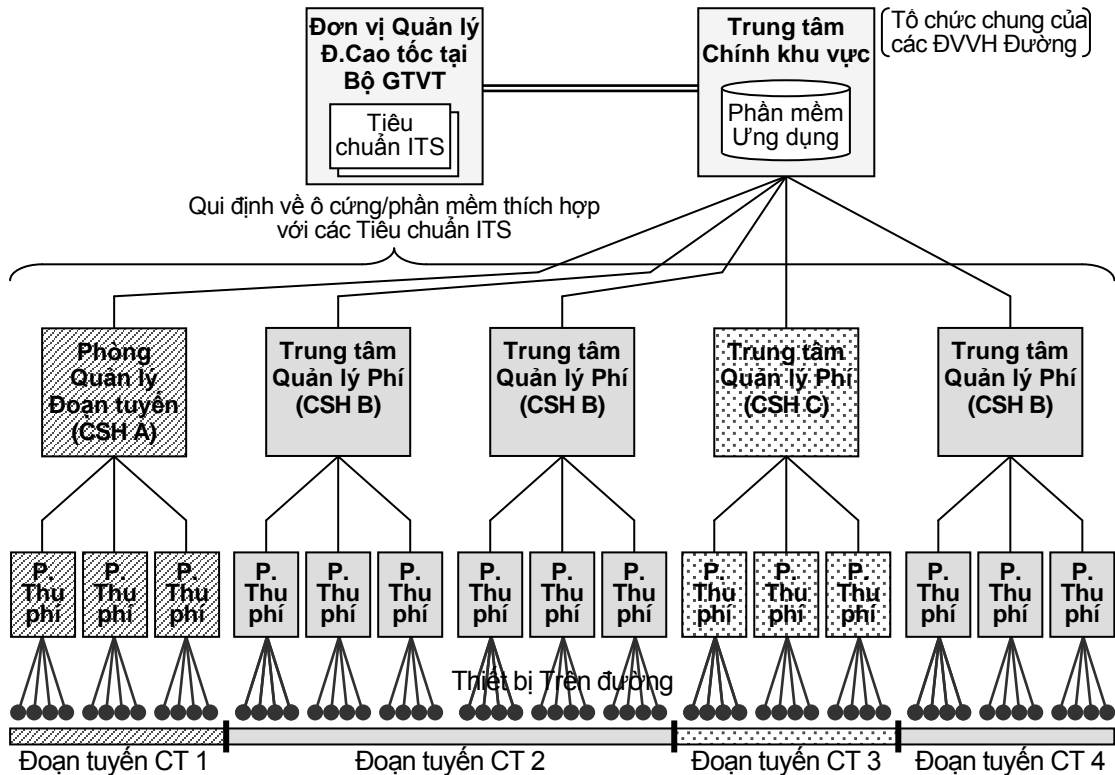 Đơn vị Quản lý
Đ.Cao tốc tại
Bộ GTVT
Tiêu
chuẩn ITS
Trung tâm
Chính khu vực
Phần mềm
Ứng dụng
Tổ chức chung của
các ĐVVH Đường
Qui định về ô cứng/phần mềm thích hợp
với các Tiêu chuẩn ITS
Phòng
Quản lý
Đoạn tuyến
(CSH A)
Trung tâm
Quản lý Phí
(CSH B)
Trung tâm
Quản lý Phí
(CSH B)
Trung tâm
Quản lý Phí
(CSH C)
Trung tâm
Quản lý Phí
(CSH B)
P.
Thu
phí
P.
Thu
phí
P.
Thu
phí
P.
Thu
phí
P.
Thu
phí
P.
Thu
phí
P.
Thu
phí
P.
Thu
phí
P.
Thu
phí
P.
Thu
phí
P.
Thu
phí
P.
Thu
phí
P.
Thu
phí
P.
Thu
phí
P.
Thu
phí
Thiết bị Trên đường
Đoạn tuyến CT 1
Đoạn tuyến CT 2
Đoạn tuyến CT 3
Đoạn tuyến CT 4